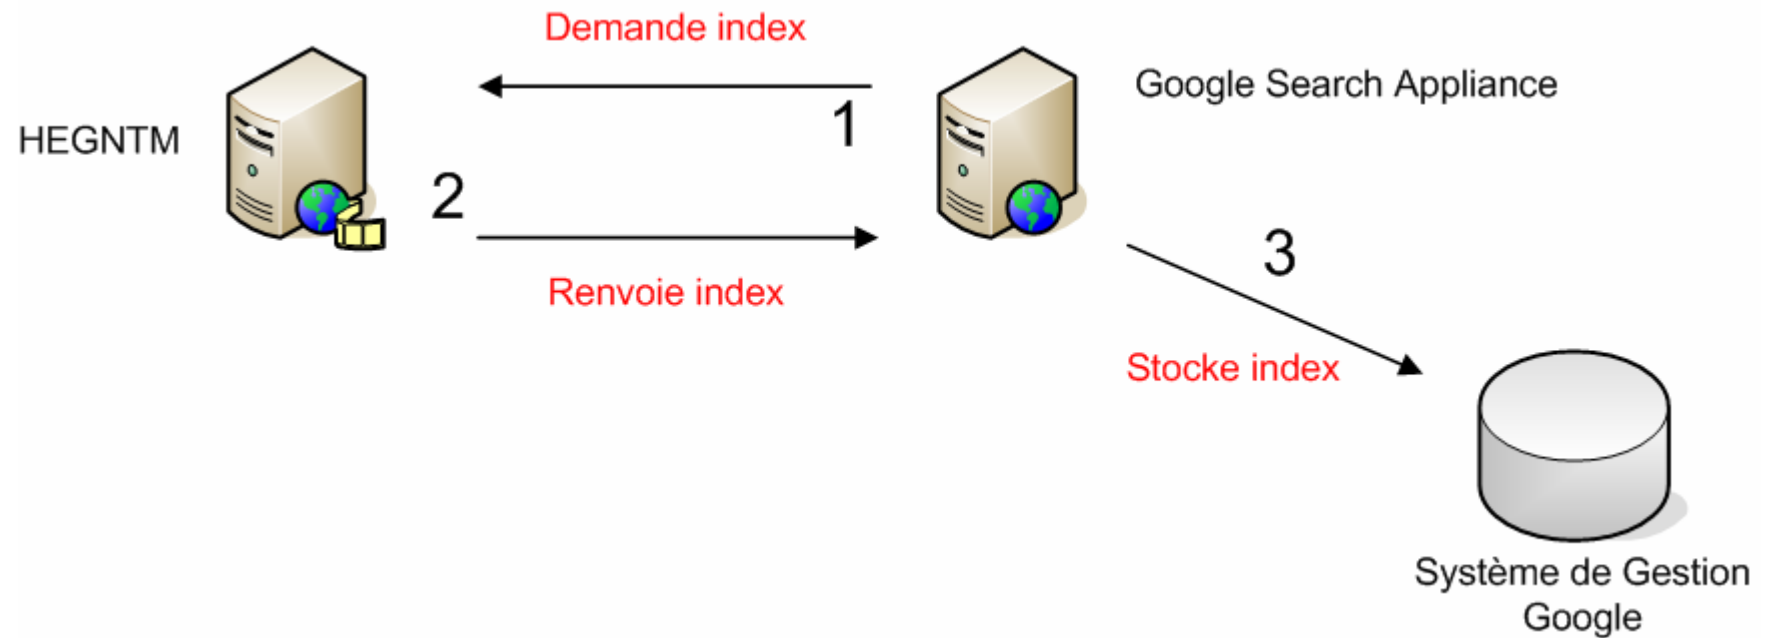 Demande index
Google Search Appliance
HEGNTM
1
2
Renvoie index
3
Stocke index
Système de Gestion
Google